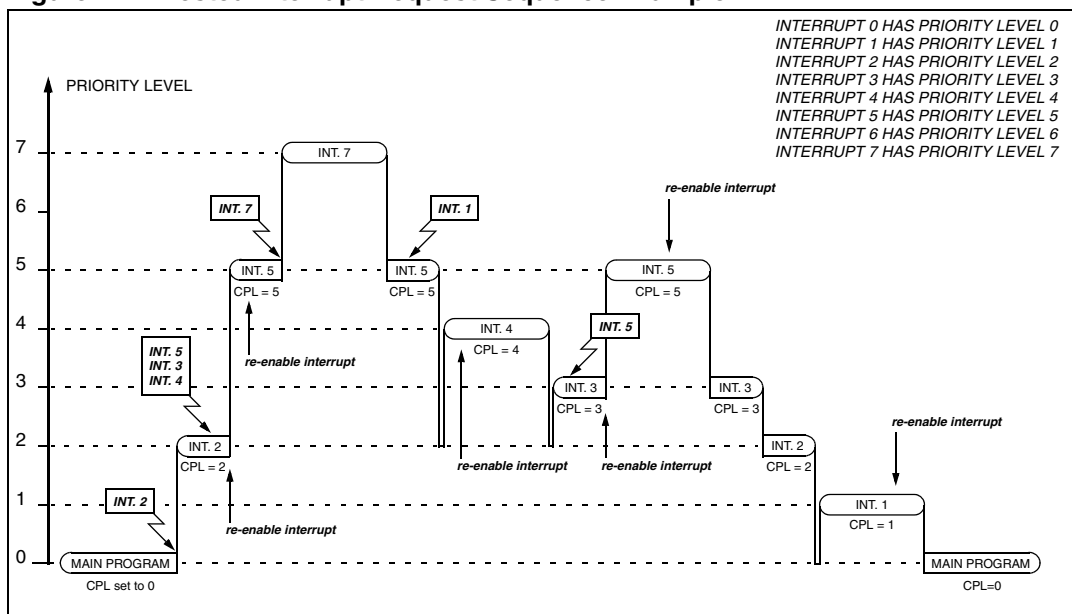 INTERRUPT 0 HAS PRIORITY LEVEL 0
INTERRUPT 1 HAS PRIORITY LEVEL 1
INTERRUPT 2 HAS PRIORITY LEVEL 2
INTERRUPT 3 HAS PRIORITY LEVEL 3
INTERRUPT 4 HAS PRIORITY LEVEL 4
INTERRUPT 5 HAS PRIORITY LEVEL 5
INTERRUPT 6 HAS PRIORITY LEVEL 6
INTERRUPT 7 HAS PRIORITY LEVEL 7
PRIORITY LEVEL
7
INT. 7
re-enable interrupt
6
INT. 7
INT. 1
5
INT. 5
INT. 5
INT. 5
CPL = 5
CPL = 5
CPL = 5
4
INT. 4
INT. 5
CPL = 4
re-enable interrupt
INT. 5
INT. 3
INT. 4
3
INT. 3
INT. 3
CPL = 3
CPL = 3
re-enable interrupt
2
INT. 2
INT. 2
CPL = 2
CPL = 2
re-enable interrupt
re-enable interrupt
1
INT. 2
INT. 1
re-enable interrupt
CPL = 1
0
MAIN PROGRAM
MAIN PROGRAM
CPL set to 0
CPL=0